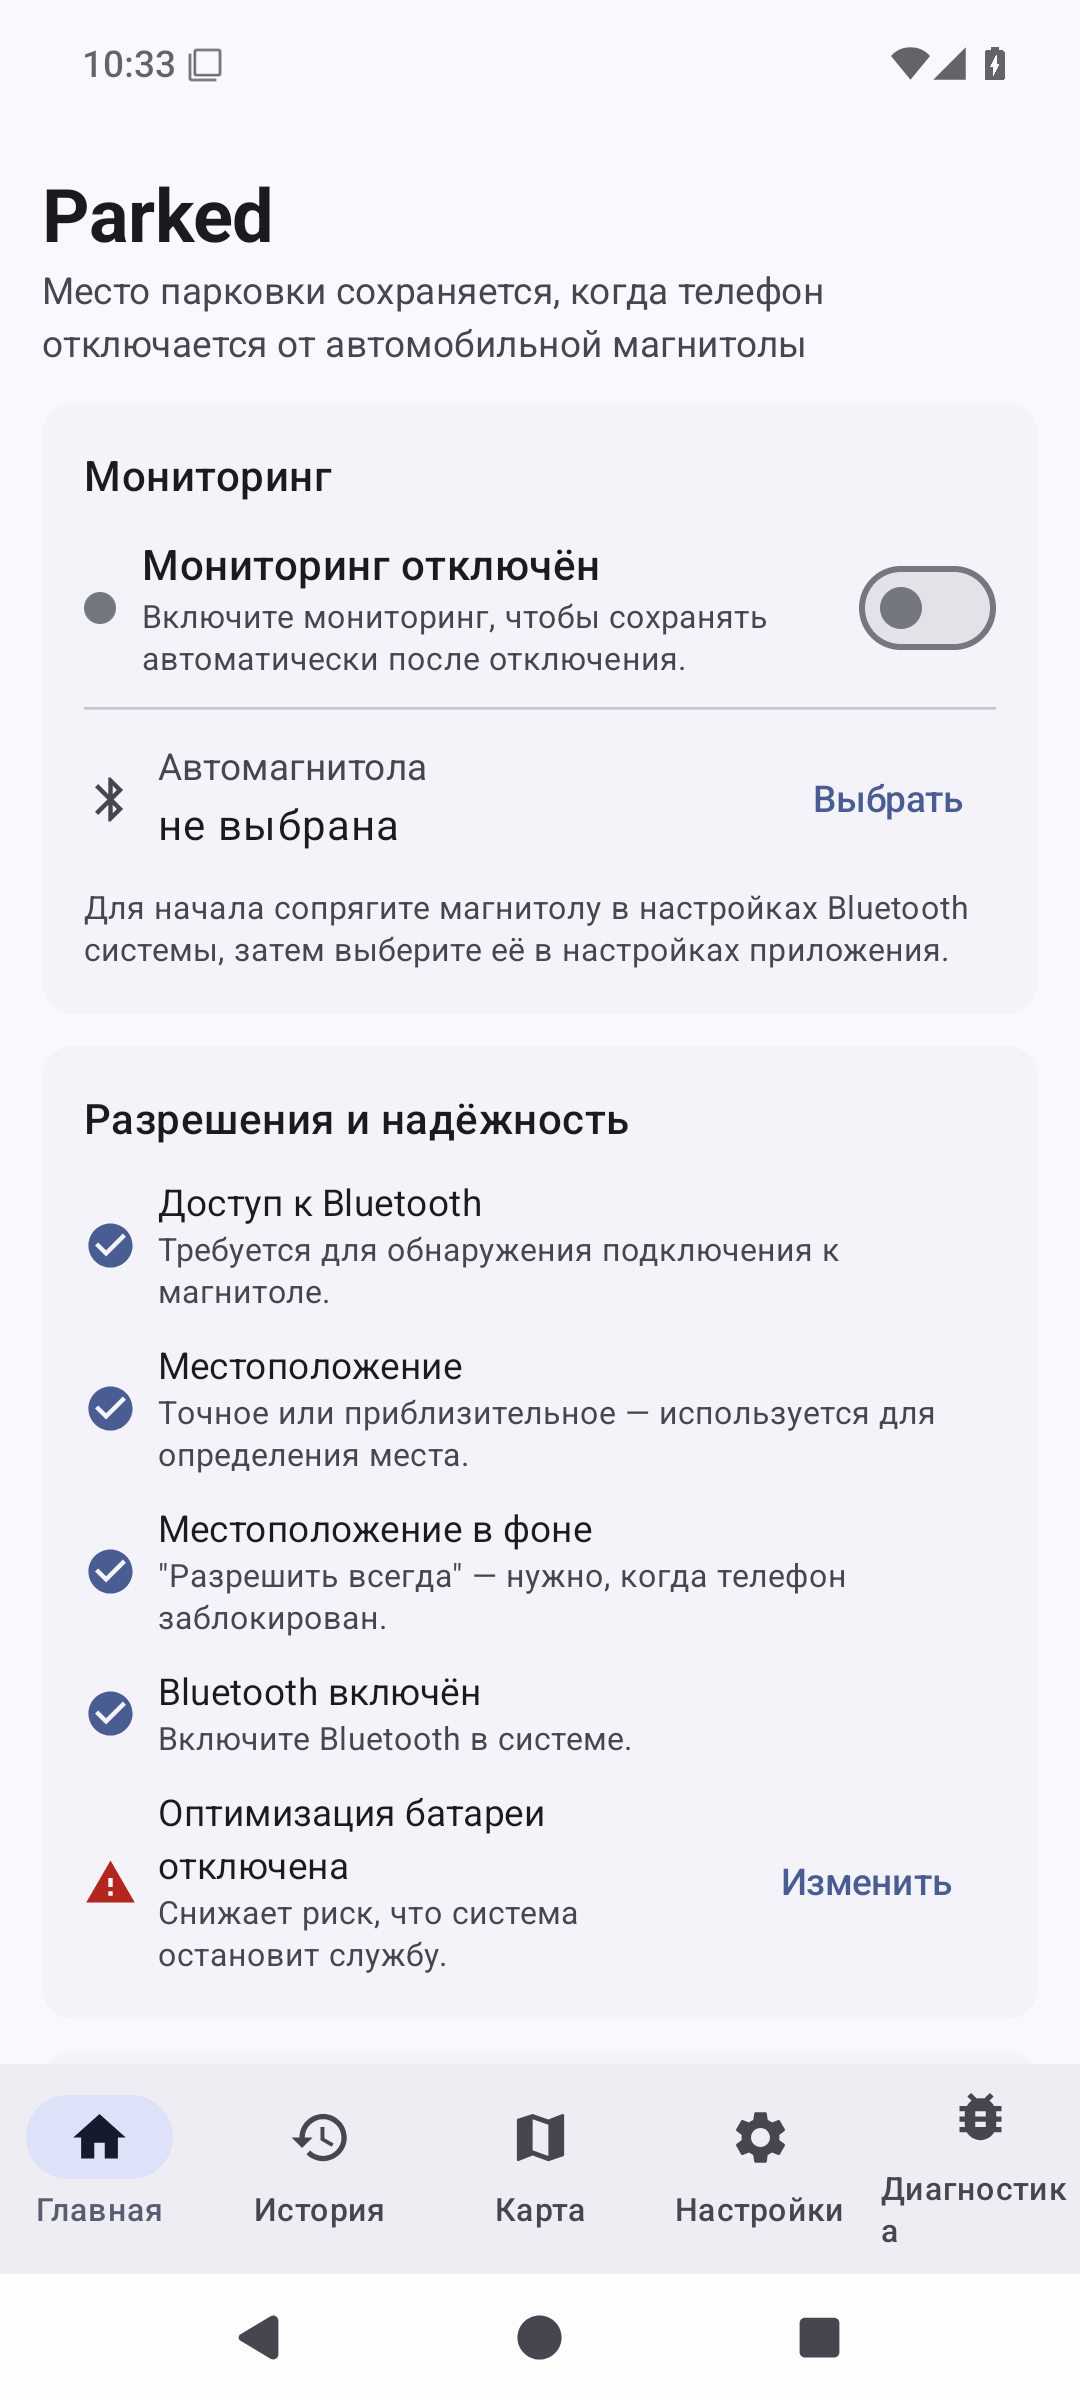 10:33
Parked
Место парковки сохраняется, когда телефон
отключается от автомобильной магнитолы
Мониторинг
Мониторинг отключён
Включите мониторинг, чтобы сохранять
автоматически после отключения.
Автомагнитола
не выбрана
Выбрать
Для начала сопрягите магнитолу в настройках Bluetooth
системы, затем выберите её в настройках приложения.
Разрешения и надёжность
Доступ к Bluetooth
Требуется для обнаружения подключения к
магнитоле.
Местоположение
Точное или приблизительное — используется для
определения места.
Местоположение в фоне
"Разрешить всегда" — нужно, когда телефон
заблокирован.
Bluetooth включён
Включите Bluetooth в системе.
Оптимизация батареи
отключена
Снижает риск, что система
остановит службу.
Изменить
Главная
История
Карта
Настройки
Диагностик
а